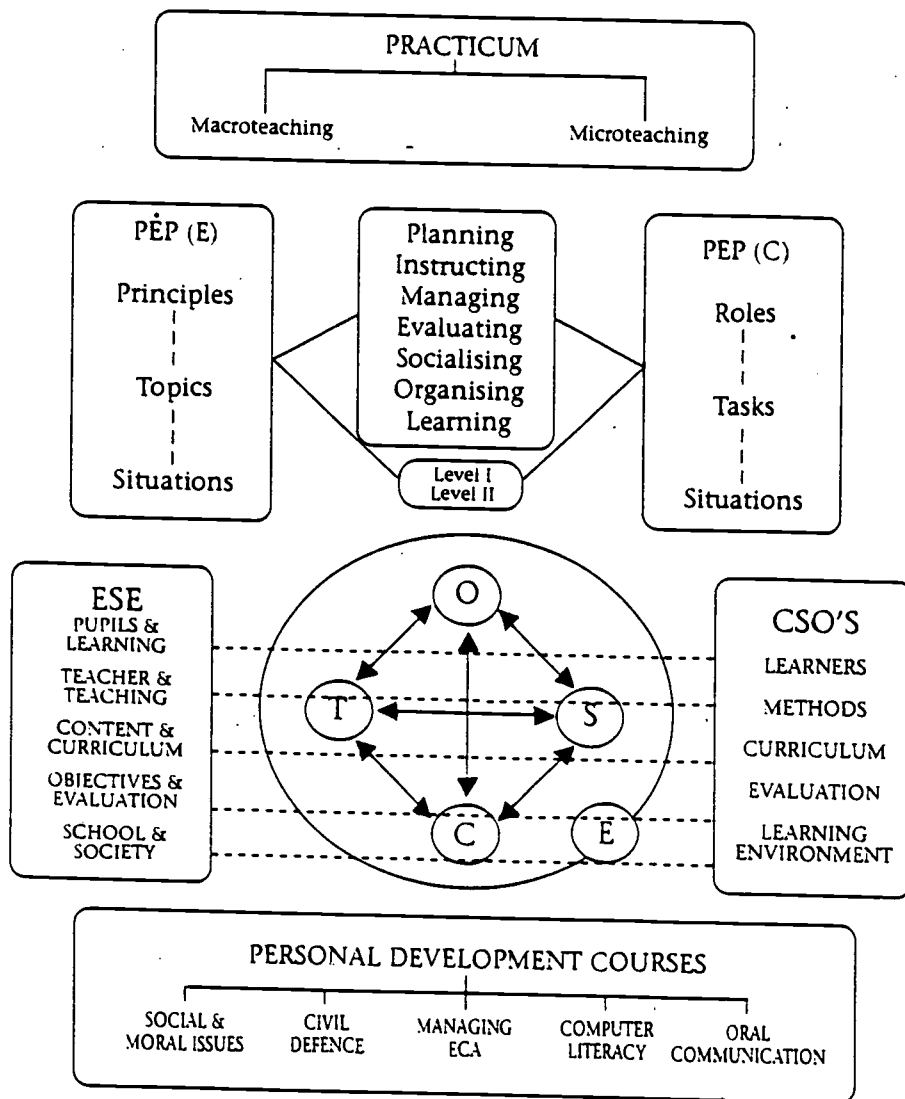 PRACTICUM
Macroteaching
Microteaching
PEP (E)
Principles
Topics
Situations
Planning
Instructing
Managing
Evaluating
Socialising
Organising
Learning
Level I
Level II
PEP (C)
Roles
Tasks
Situations
ESE
PUPILS &
LEARNING
TEACHER &
TEACHING
CONTENT &
CURRICULUM
OBJECTIVES &
EVALUATION
SCHOOL &
SOCIETY
O
T
S
C
E
CSO'S
LEARNERS
METHODS
CURRICULUM
EVALUATION
LEARNING
ENVIRONMENT
PERSONAL DEVELOPMENT COURSES
SOCIAL &
MORAL ISSUES
CIVIL
DEFENCE
MANAGING
ECA
COMPUTER
LITERACY
ORAL
COMMUNICATION